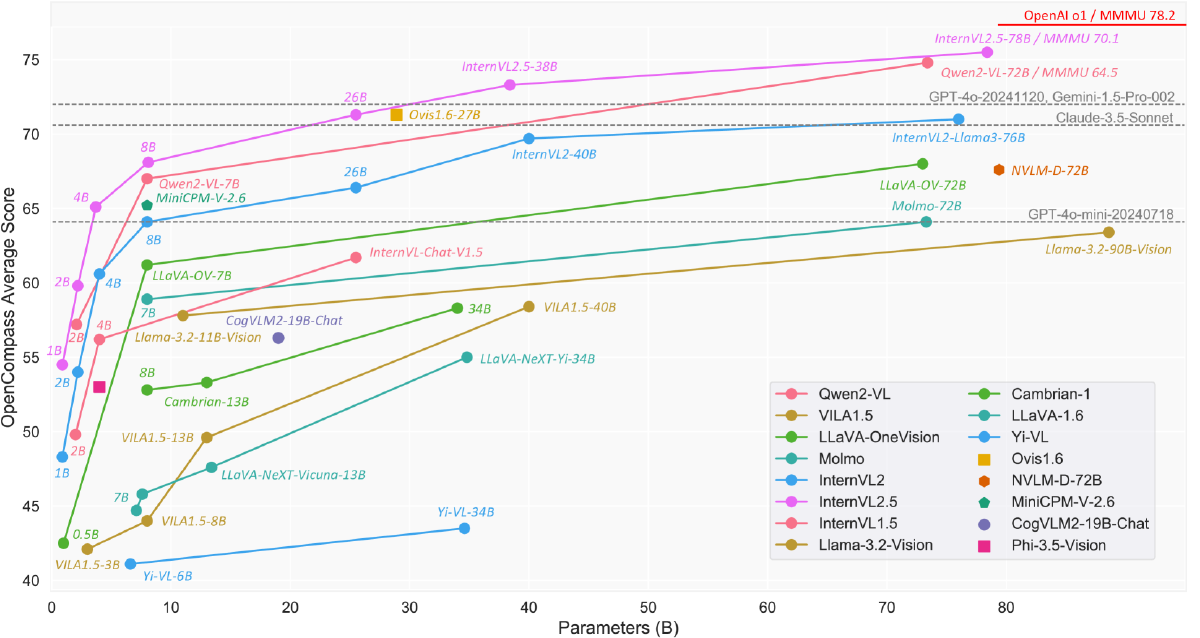 OpenAI o1 / MMMU 78.2
InternVL2.5-78B / MMMU 70.1
InternVL2.5-38B
Qwen2-VL-72B / MMMU 64.5
GPT-4o-20241120, Gemini-1.5-Pro-002
26B
Ovis1.6-27B
Claude-3.5-Sonnet
InternVL2-Llama3-76B
8B
InternVL2-40B
26B
Qwen2-VL-7B
NVLM-D-72B
4B
MiniCPM-V-2.6
LLaVA-OV-72B
Molmo-72B
GPT-4o-mini-20240718
8B
InternVL-Chat-V1.5
Llama-3.2-90B-Vision
2B
4B
LLaVA-OV-7B
7B
VILA1.5-40B
34B
2B
4B
CogVLM2-19B-Chat
Llama-3.2-11B-Vision
1B
LLaVA-NeXT-Yi-34B
2B
8B
Cambrian-13B
2B
VILA1.5-13B
1B
LLaVA-NeXT-Vicuna-13B
7B
0.5B
VILA1.5-8B
Yi-VL-34B
VILA1.5-3B
Yi-VL-6B
75
70
65
60
55
50
45
40
OpenCompass Average Score
0
10
20
30
40
50
60
70
80
Parameters (B)
Qwen2-VL
VILA1.5
LLaVA-OneVision
Molmo
InternVL2
InternVL2.5
InternVL1.5
Llama-3.2-Vision
Cambrian-1
LLaVA-1.6
Yi-VL
Ovis1.6
NVLM-D-72B
MiniCPM-V-2.6
CogVLM2-19B-Chat
Phi-3.5-Vision